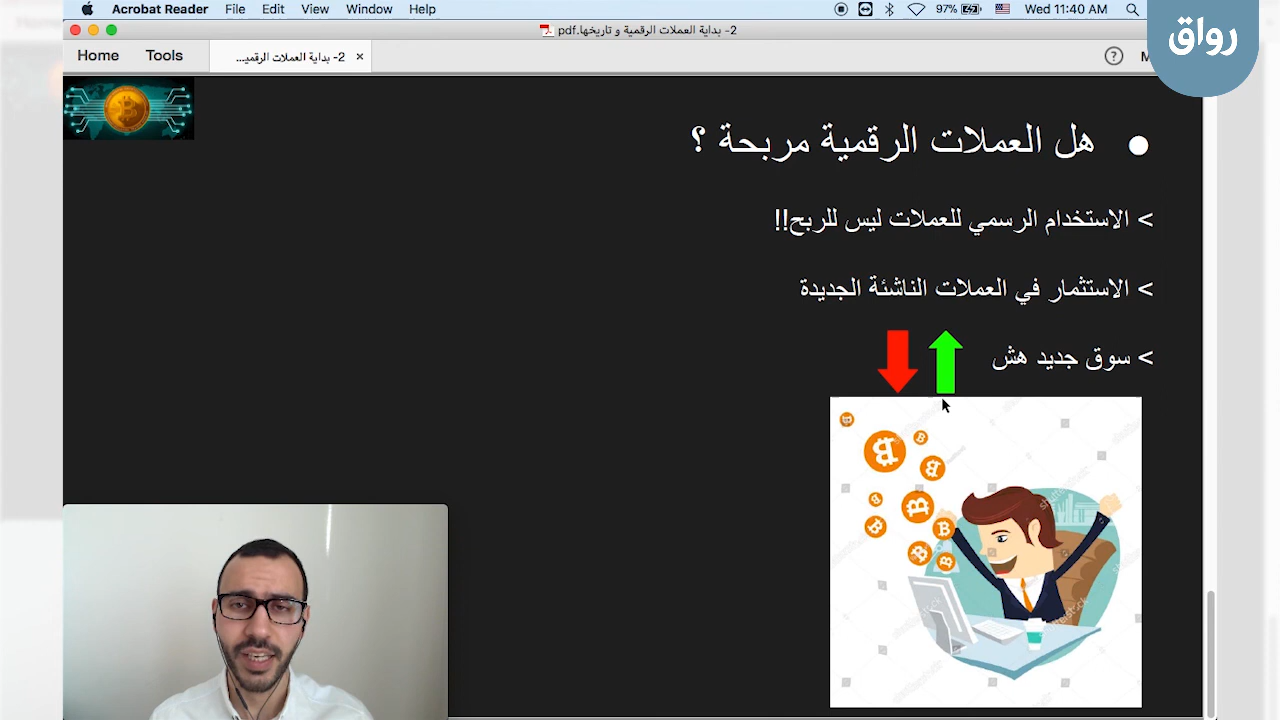 Acrobat Reader File Edit View Window Help 97% Wed 11:40 AM
2- بداية العملات الرقمية و تاريخها.pdf
Home Tools 2- بداية العملات الرقمي... × ?
رواق
● هل العملات الرقمية مربحة ؟
> الاستخدام الرسمي للعملات ليس للربح!!
> الاستثمار في العملات الناشئة الجديدة
> سوق جديد هش